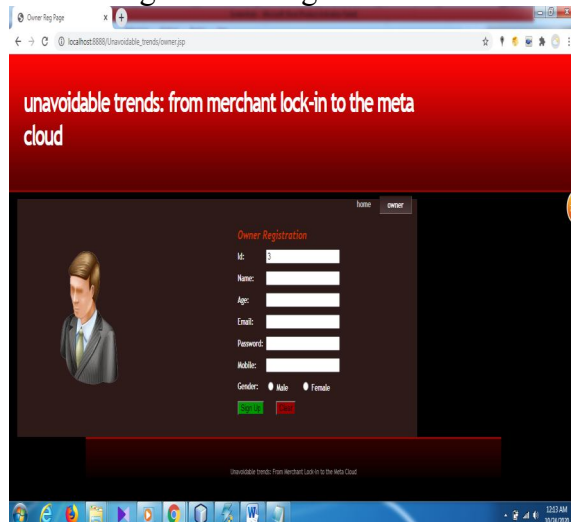 Owner Reg Page
localhost:8888/Unavoidable_trends/owner.jsp
unavoidable trends: from merchant lock-in to the meta
cloud
home owner
Owner Registration
Id: 3
Name:
Age:
Email:
Password:
Mobile:
Gender: Male Female
Sign Up Clear
Unavoidable trends: From Merchant Lock-in to the Meta Cloud
12:53 AM